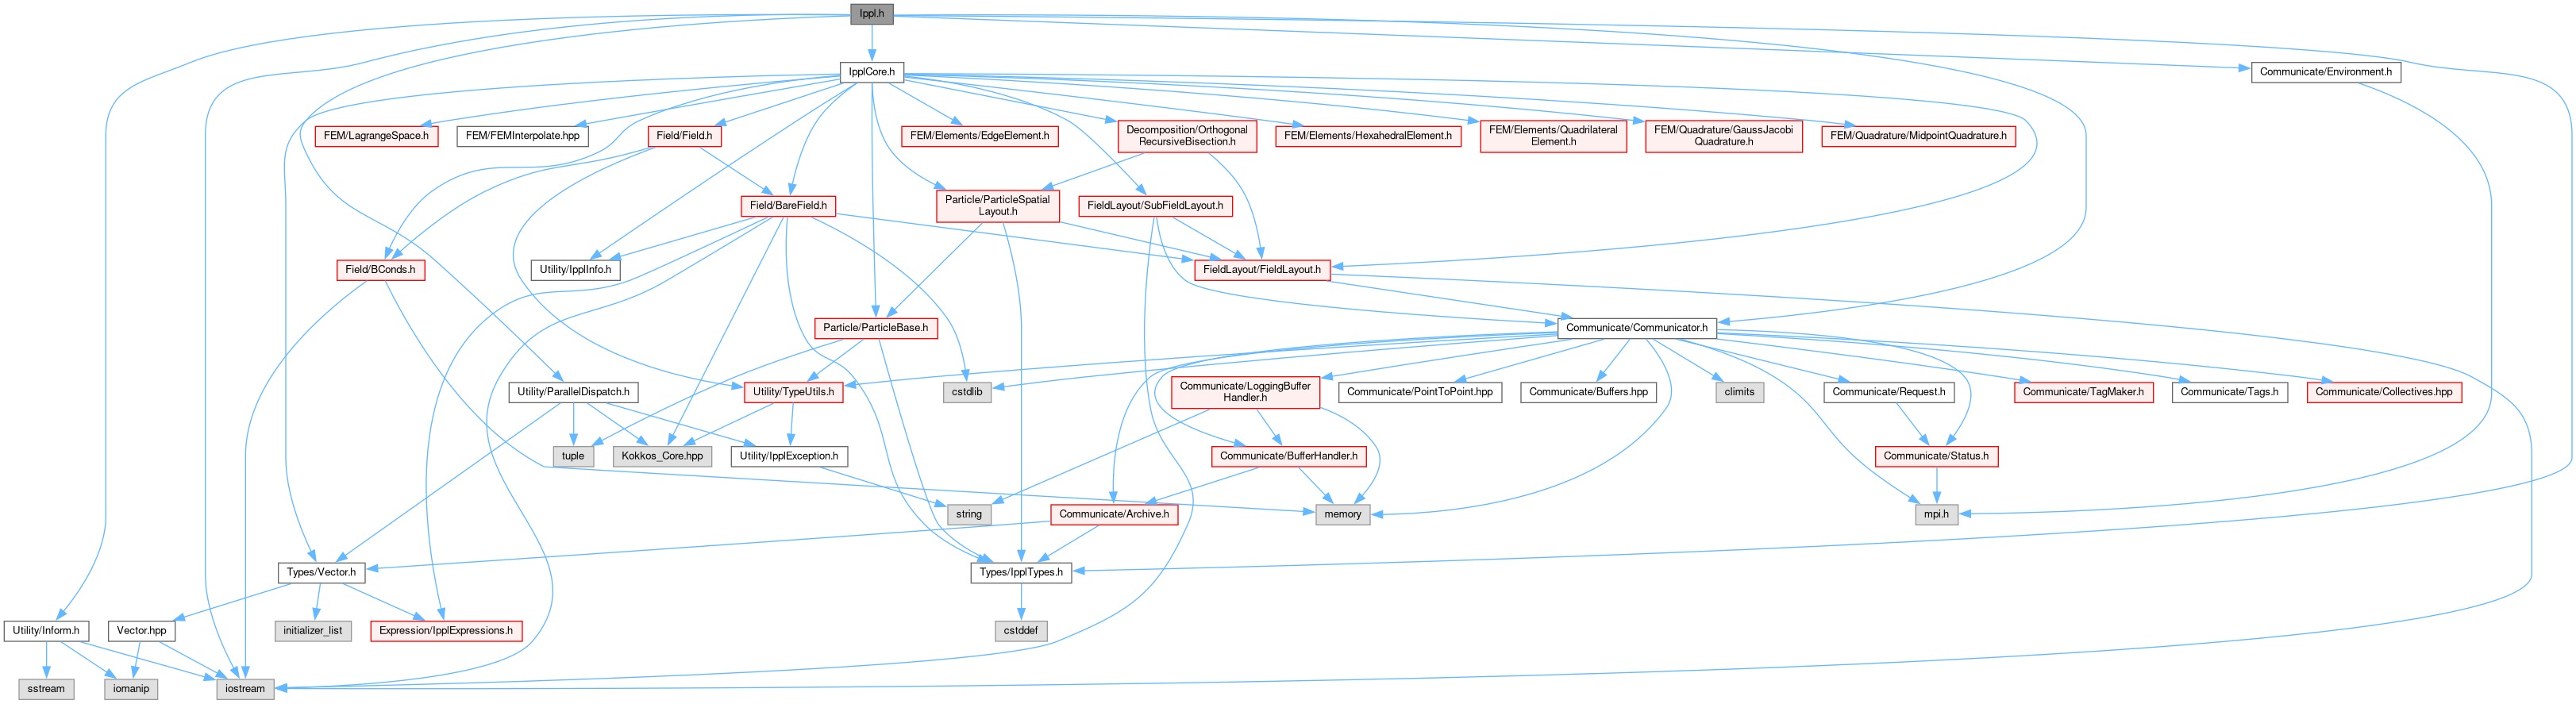 Ippl.h
IpplCore.h
Communicate/Environment.h
FEM/LagrangeSpace.h
FEM/FEMInterpolate.hpp
Field/Field.h
FEM/Elements/EdgeElement.h
Decomposition/Orthogonal
RecursiveBisection.h
FEM/Elements/HexahedralElement.h
FEM/Elements/Quadrilateral
Element.h
FEM/Quadrature/GaussJacobi
Quadrature.h
FEM/Quadrature/MidpointQuadrature.h
Field/BareField.h
Particle/ParticleSpatial
Layout.h
FieldLayout/SubFieldLayout.h
Field/BConds.h
Utility/IpplInfo.h
FieldLayout/FieldLayout.h
Particle/ParticleBase.h
Communicate/Communicator.h
Utility/ParallelDispatch.h
Utility/TypeUtils.h
cstdlib
Communicate/LoggingBuffer
Handler.h
Communicate/PointToPoint.hpp
Communicate/Buffers.hpp
climits
Communicate/Request.h
Communicate/TagMaker.h
Communicate/Tags.h
Communicate/Collectives.hpp
tuple
Kokkos_Core.hpp
Utility/IpplException.h
Communicate/BufferHandler.h
Communicate/Status.h
string
Communicate/Archive.h
memory
mpi.h
Types/Vector.h
Types/IpplTypes.h
Utility/Inform.h
Vector.hpp
initializer_list
Expression/IpplExpressions.h
cstddef
sstream
iomanip
iostream